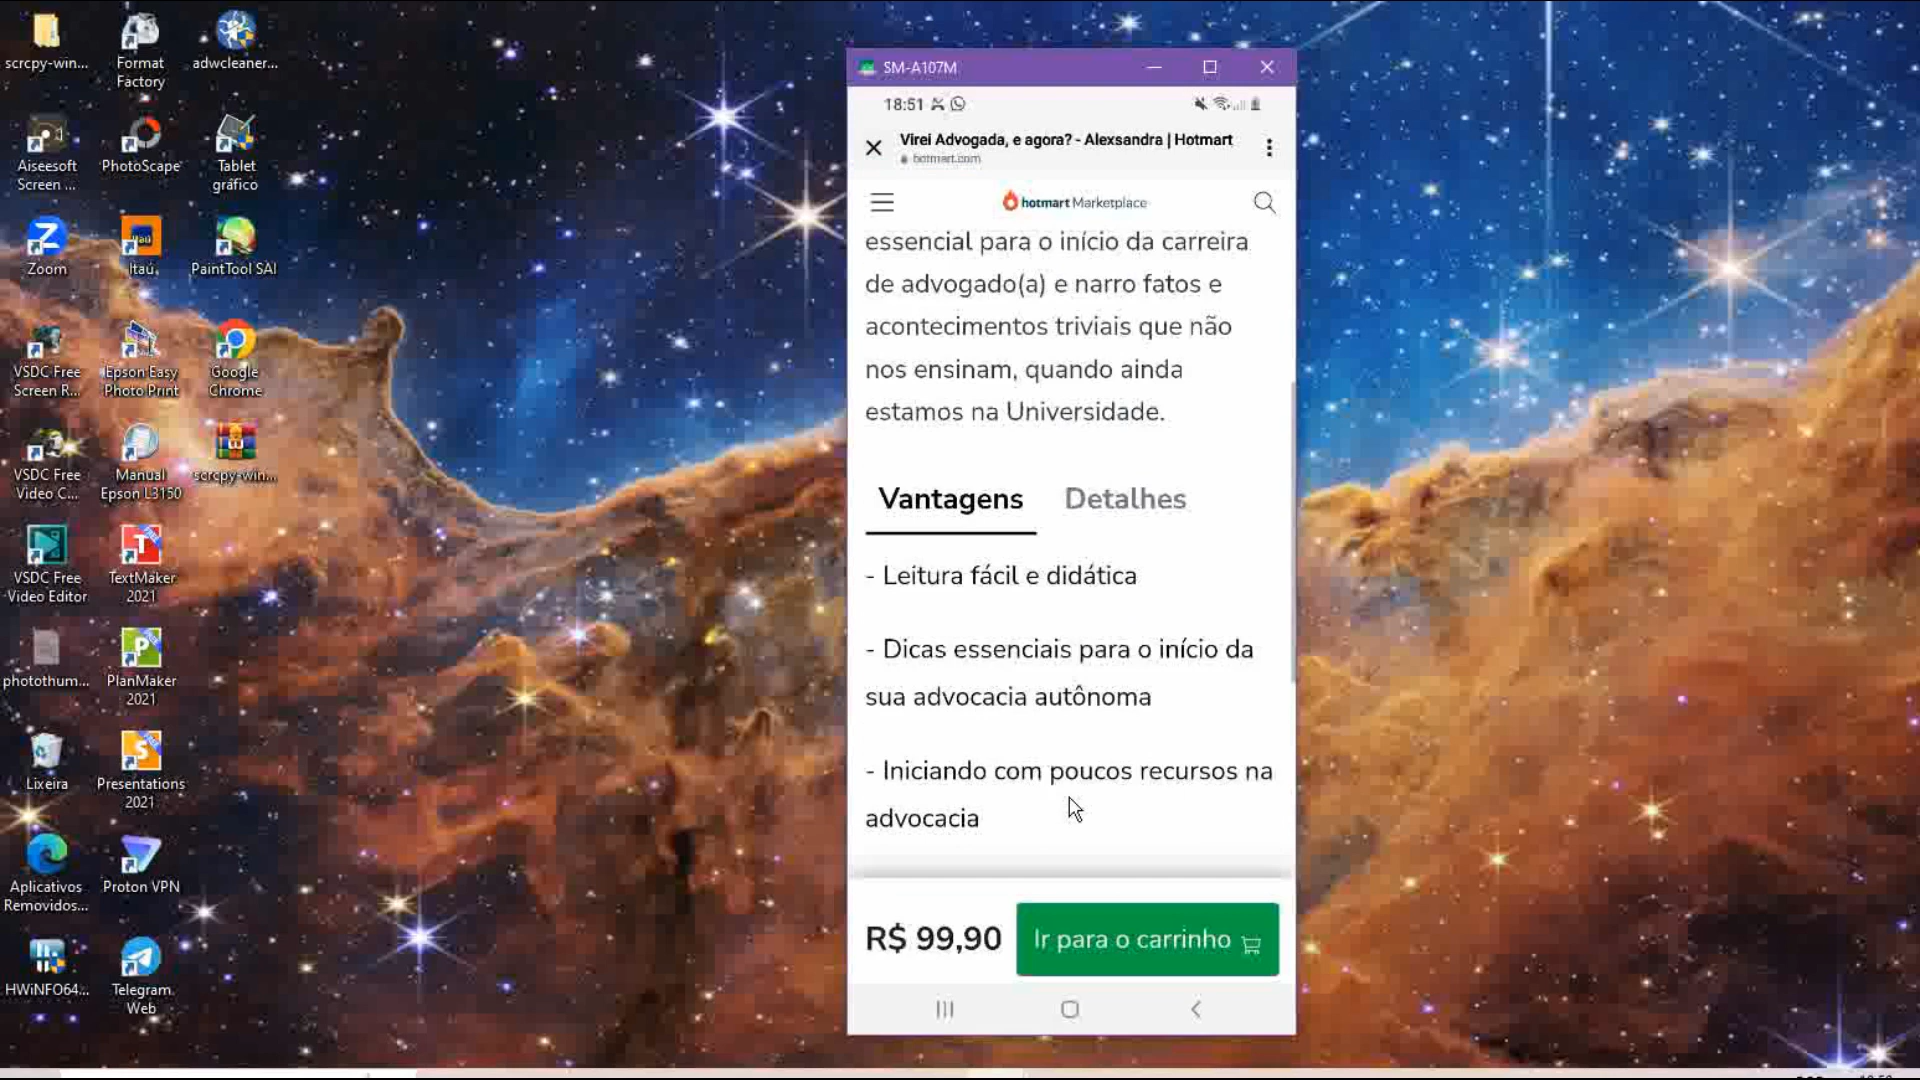 scrcpy-win...
Format
Factory
adwcleaner...
Aiseesoft
Screen ...
PhotoScape
Tablet
gráfico
Zoom
Itaú
PaintTool SAI
VSDC Free
Screen R...
Epson Easy
Photo Print
Google
Chrome
VSDC Free
Video C...
Manual
Epson L3150
scrcpy-win...
VSDC Free
Video Editor
TextMaker
2021
photothum...
PlanMaker
2021
Lixeira
Presentations
2021
Aplicativos
Removidos...
Proton VPN
HWiNFO64...
Telegram
Web
SM-A107M
18:51
Virei Advogada, e agora? - Alexsandra | Hotmart
hotmart.com
hotmart Marketplace
essencial para o início da carreira
de advogado(a) e narro fatos e
acontecimentos triviais que não
nos ensinam, quando ainda
estamos na Universidade.
Vantagens Detalhes
- Leitura fácil e didática
- Dicas essenciais para o início da
sua advocacia autônoma
- Iniciando com poucos recursos na
advocacia
R$ 99,90 Ir para o carrinho